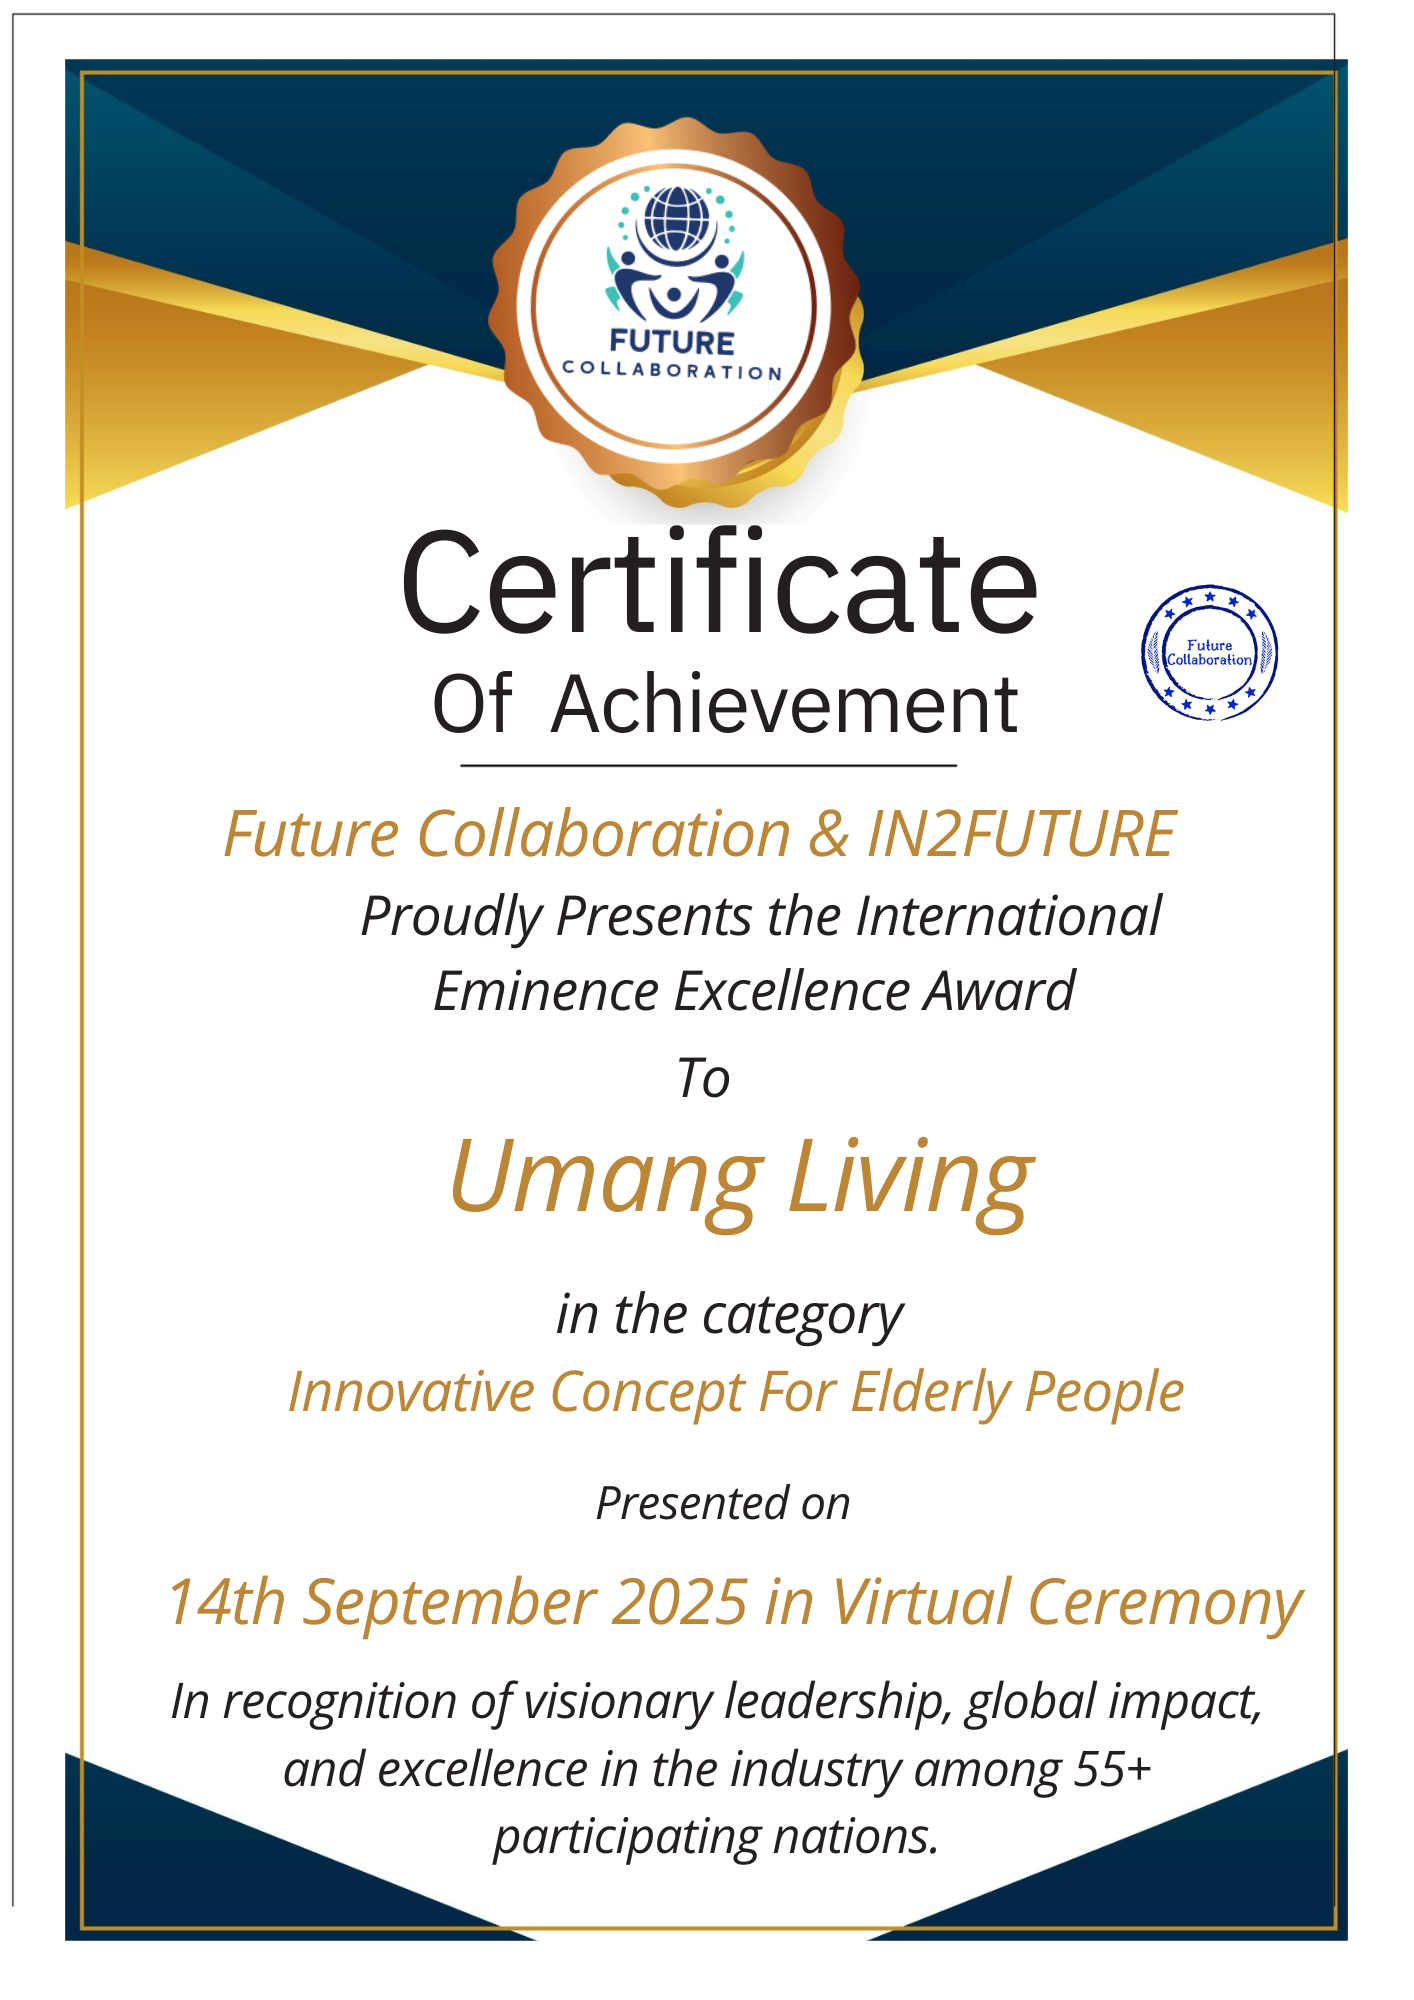 FUTURE
COLLABORATION
Certificate
Of Achievement
Future
Collaboration
Future Collaboration & IN2FUTURE
Proudly Presents the International
Eminence Excellence Award
To
Umang Living
in the category
Innovative Concept For Elderly People
Presented on
14th September 2025 in Virtual Ceremony
In recognition of visionary leadership, global impact,
and excellence in the industry among 55+
participating nations.